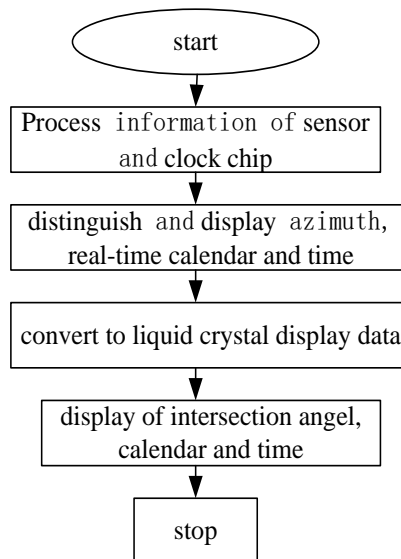 start
Process information of sensor
and clock chip
distinguish and display azimuth,
real-time calendar and time
convert to liquid crystal display data
display of intersection angel,
calendar and time
stop